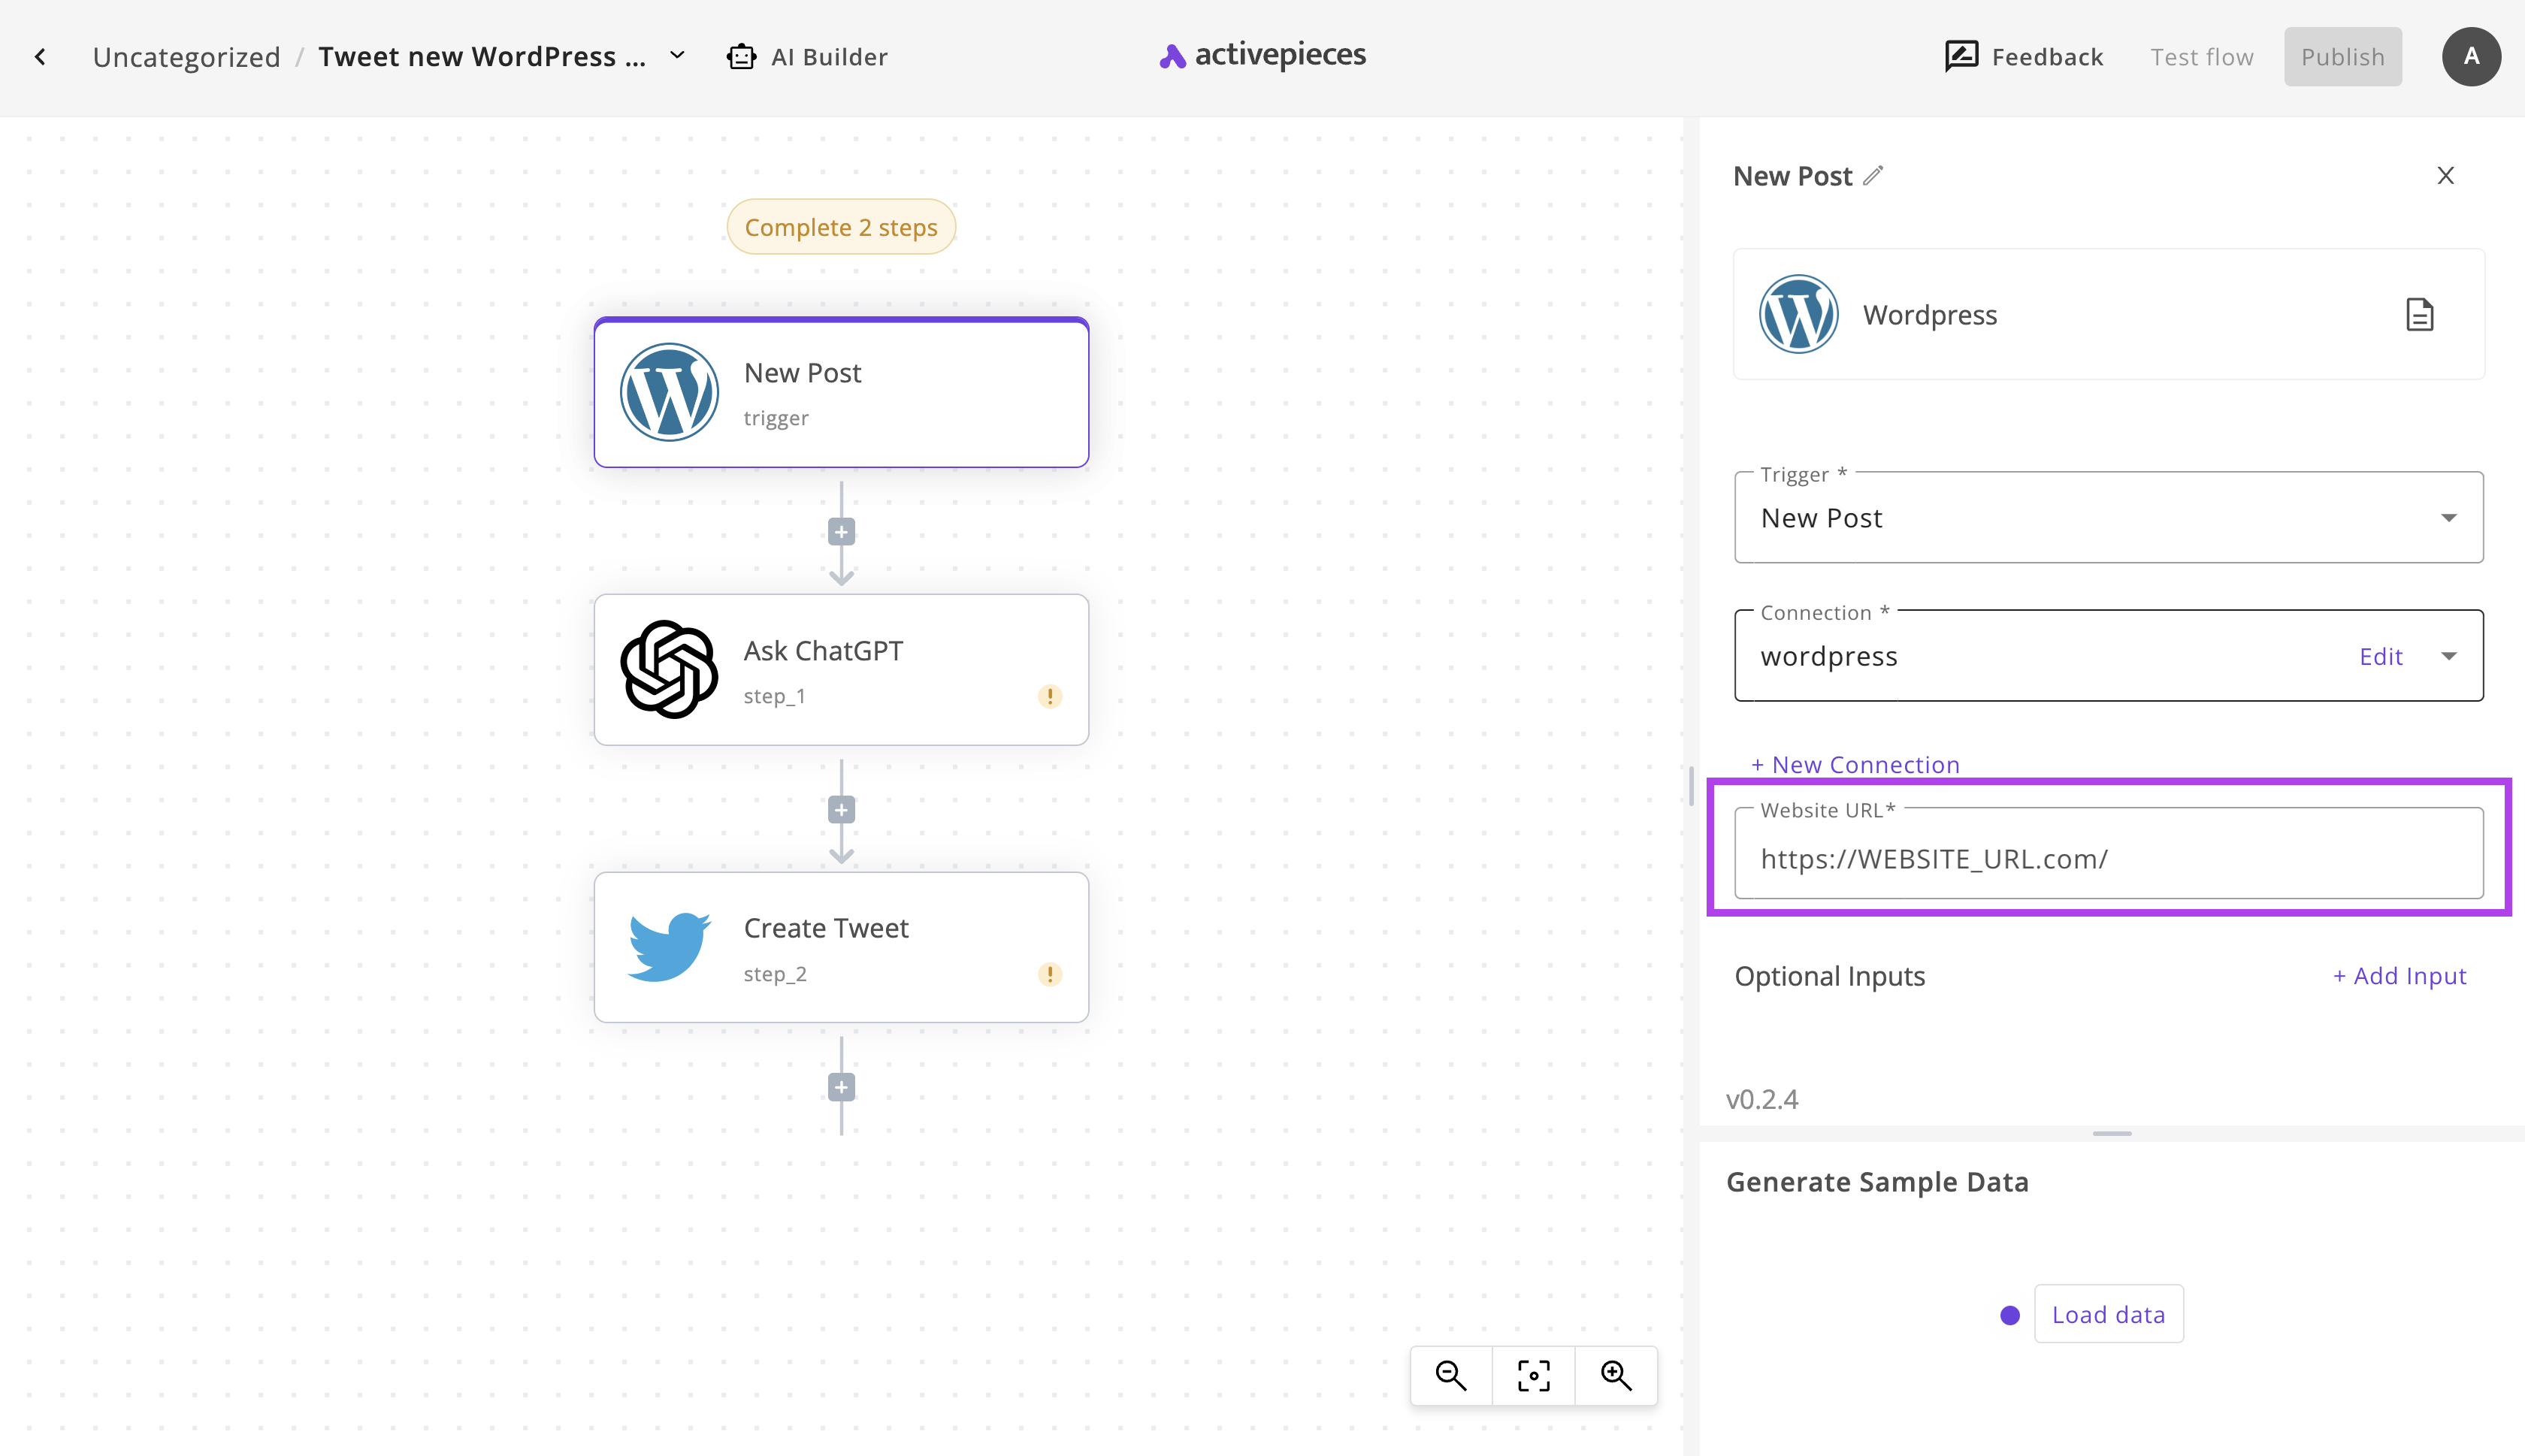 Uncategorized / Tweet new WordPress ...
AI Builder
activepieces
Feedback
Test flow
Publish
A
Complete 2 steps
New Post
trigger
Ask ChatGPT
step_1
Create Tweet
step_2
New Post
Wordpress
Trigger *
New Post
Connection *
wordpress
Edit
+ New Connection
Website URL*
https://WEBSITE_URL.com/
Optional Inputs
+ Add Input
v0.2.4
Generate Sample Data
Load data